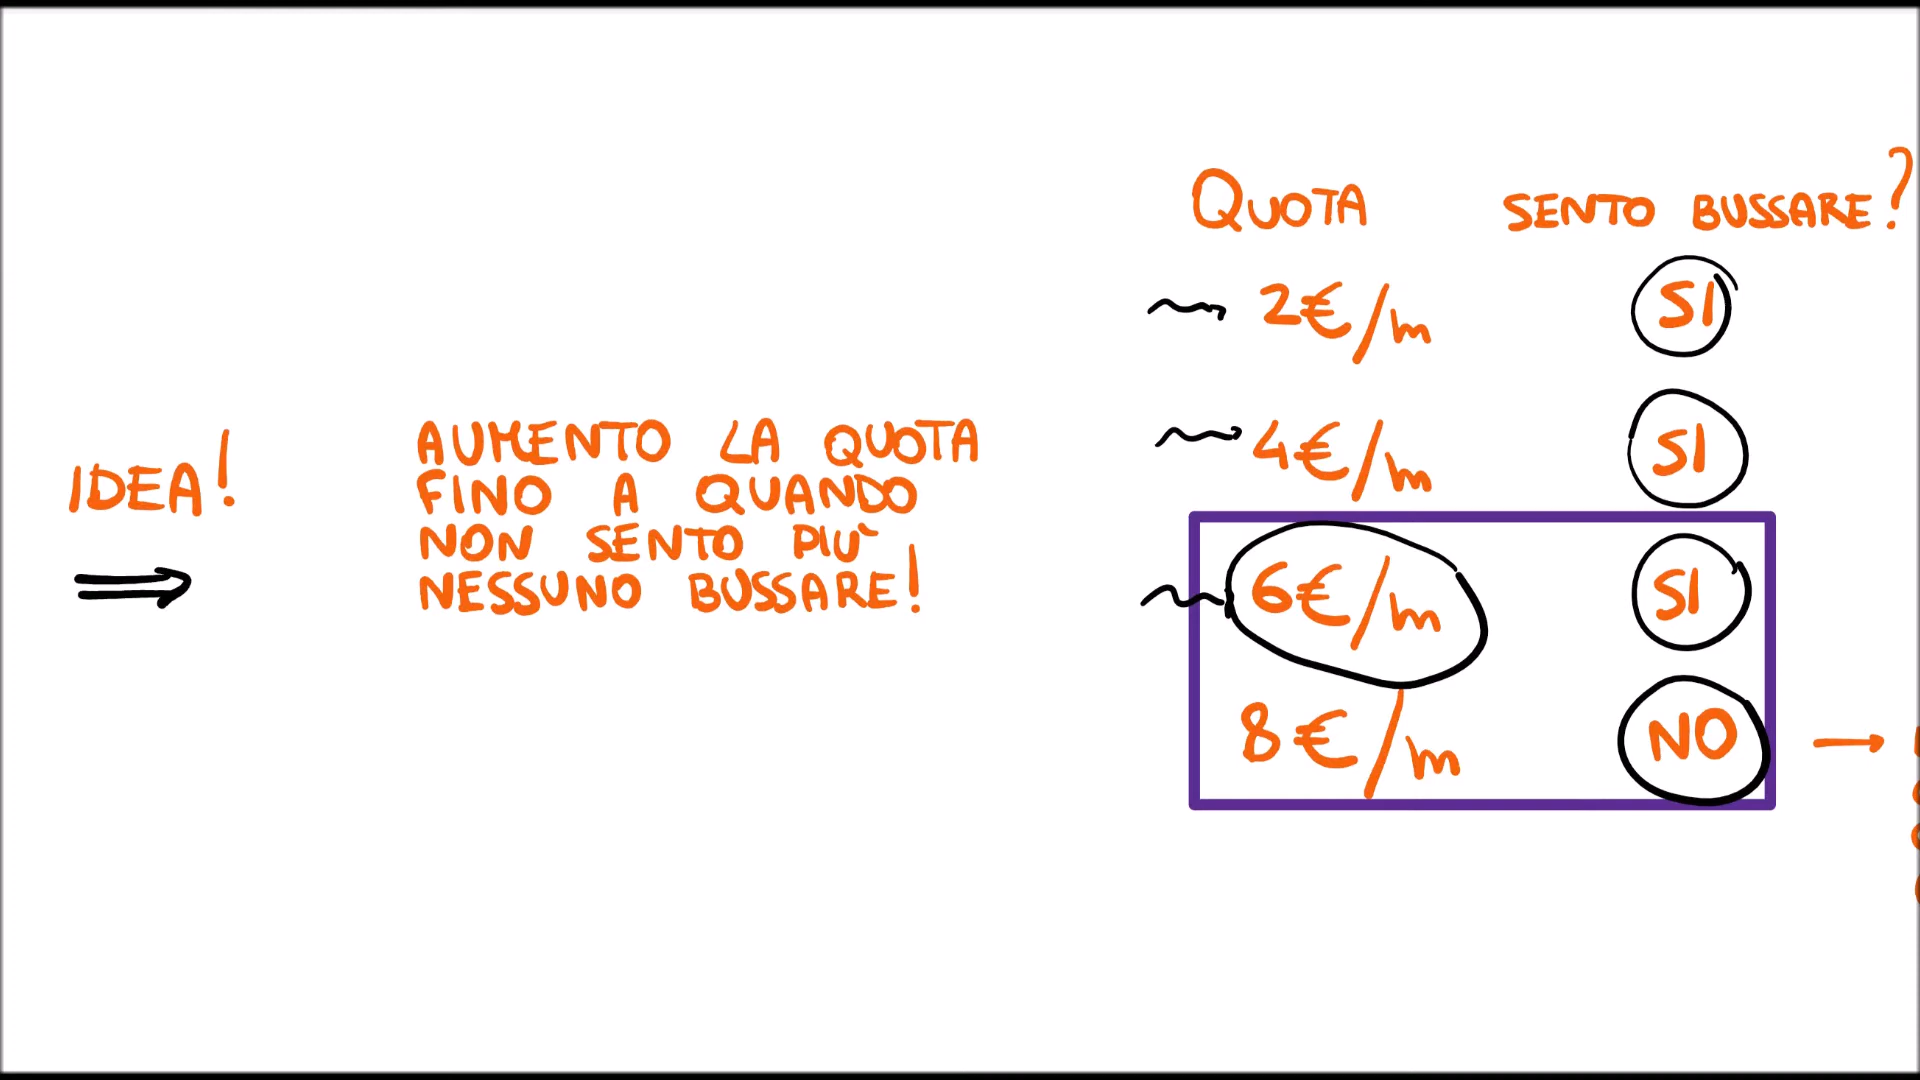 IDEA!
AUMENTO LA QUOTA
FINO A QUANDO
NON SENTO PIÙ
NESSUNO BUSSARE!
QUOTA SENTO BUSSARE?
2€/m SI
4€/m SI
6€/m SI
8€/m NO